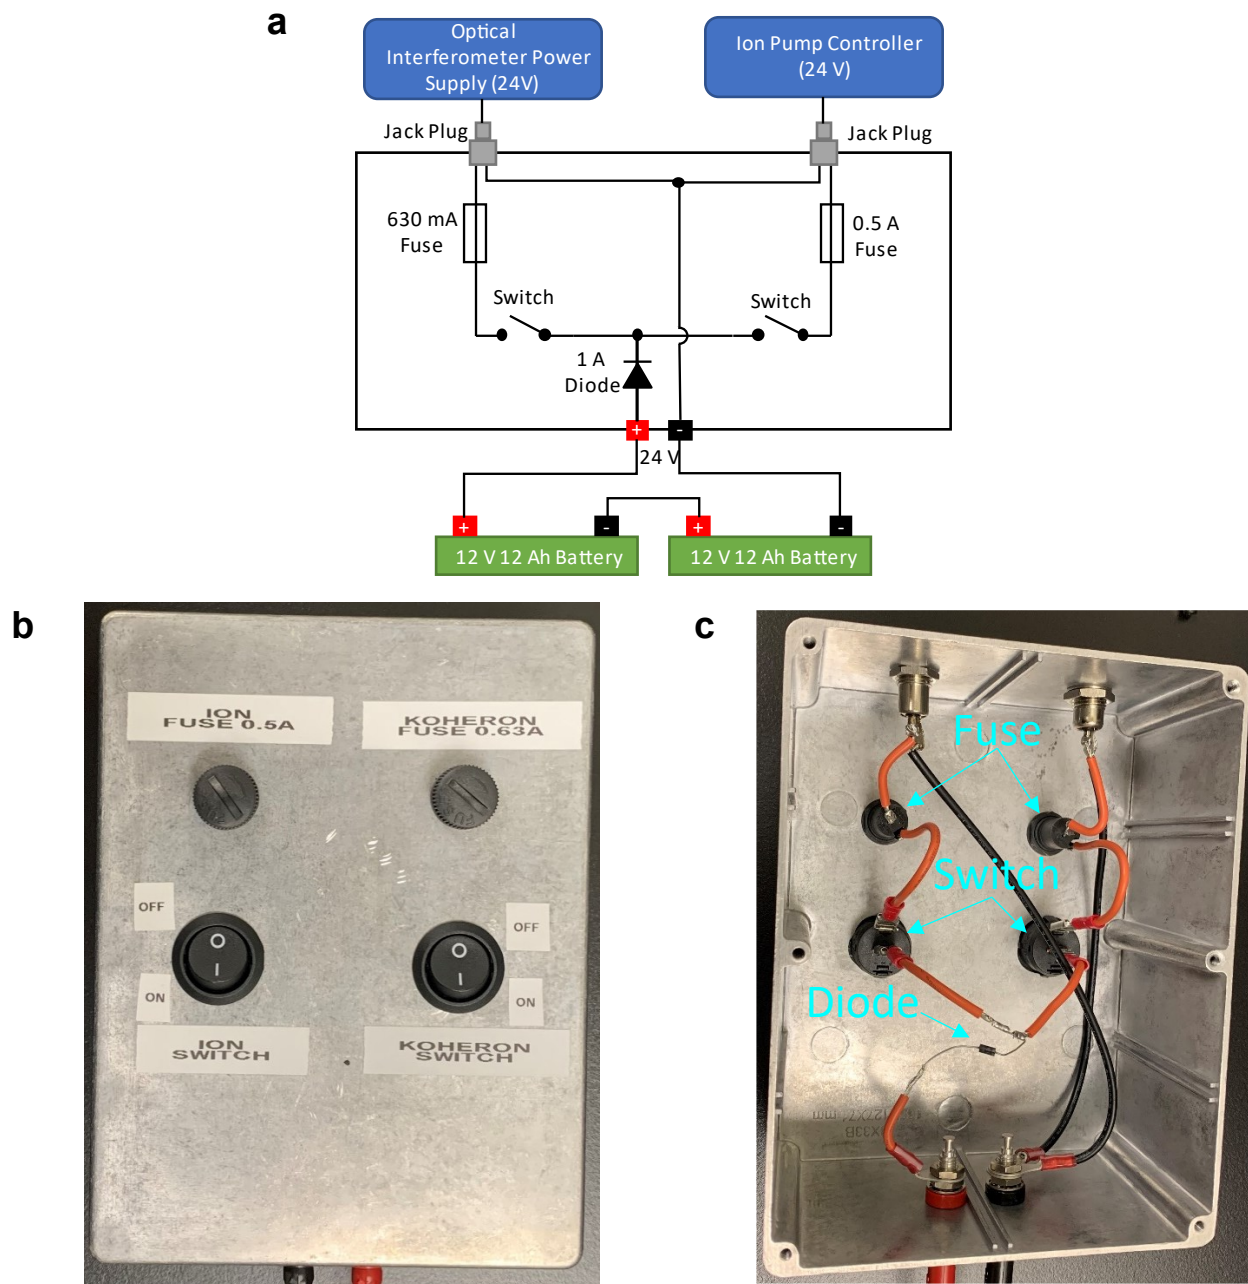 a
Optical
Interferometer Power
Supply (24V)
Ion Pump Controller
(24 V)
Jack Plug
Jack Plug
630 mA
Fuse
0.5 A
Fuse
Switch
Switch
1 A
Diode
+
-
24 V
+
-
+
-
12 V 12 Ah Battery
12 V 12 Ah Battery
b
ION
FUSE 0.5A
KOHERON
FUSE 0.63A
OFF
OFF
O
I
O
I
ON
ON
ION
SWITCH
KOHERON
SWITCH
c
Fuse
Switch
Diode